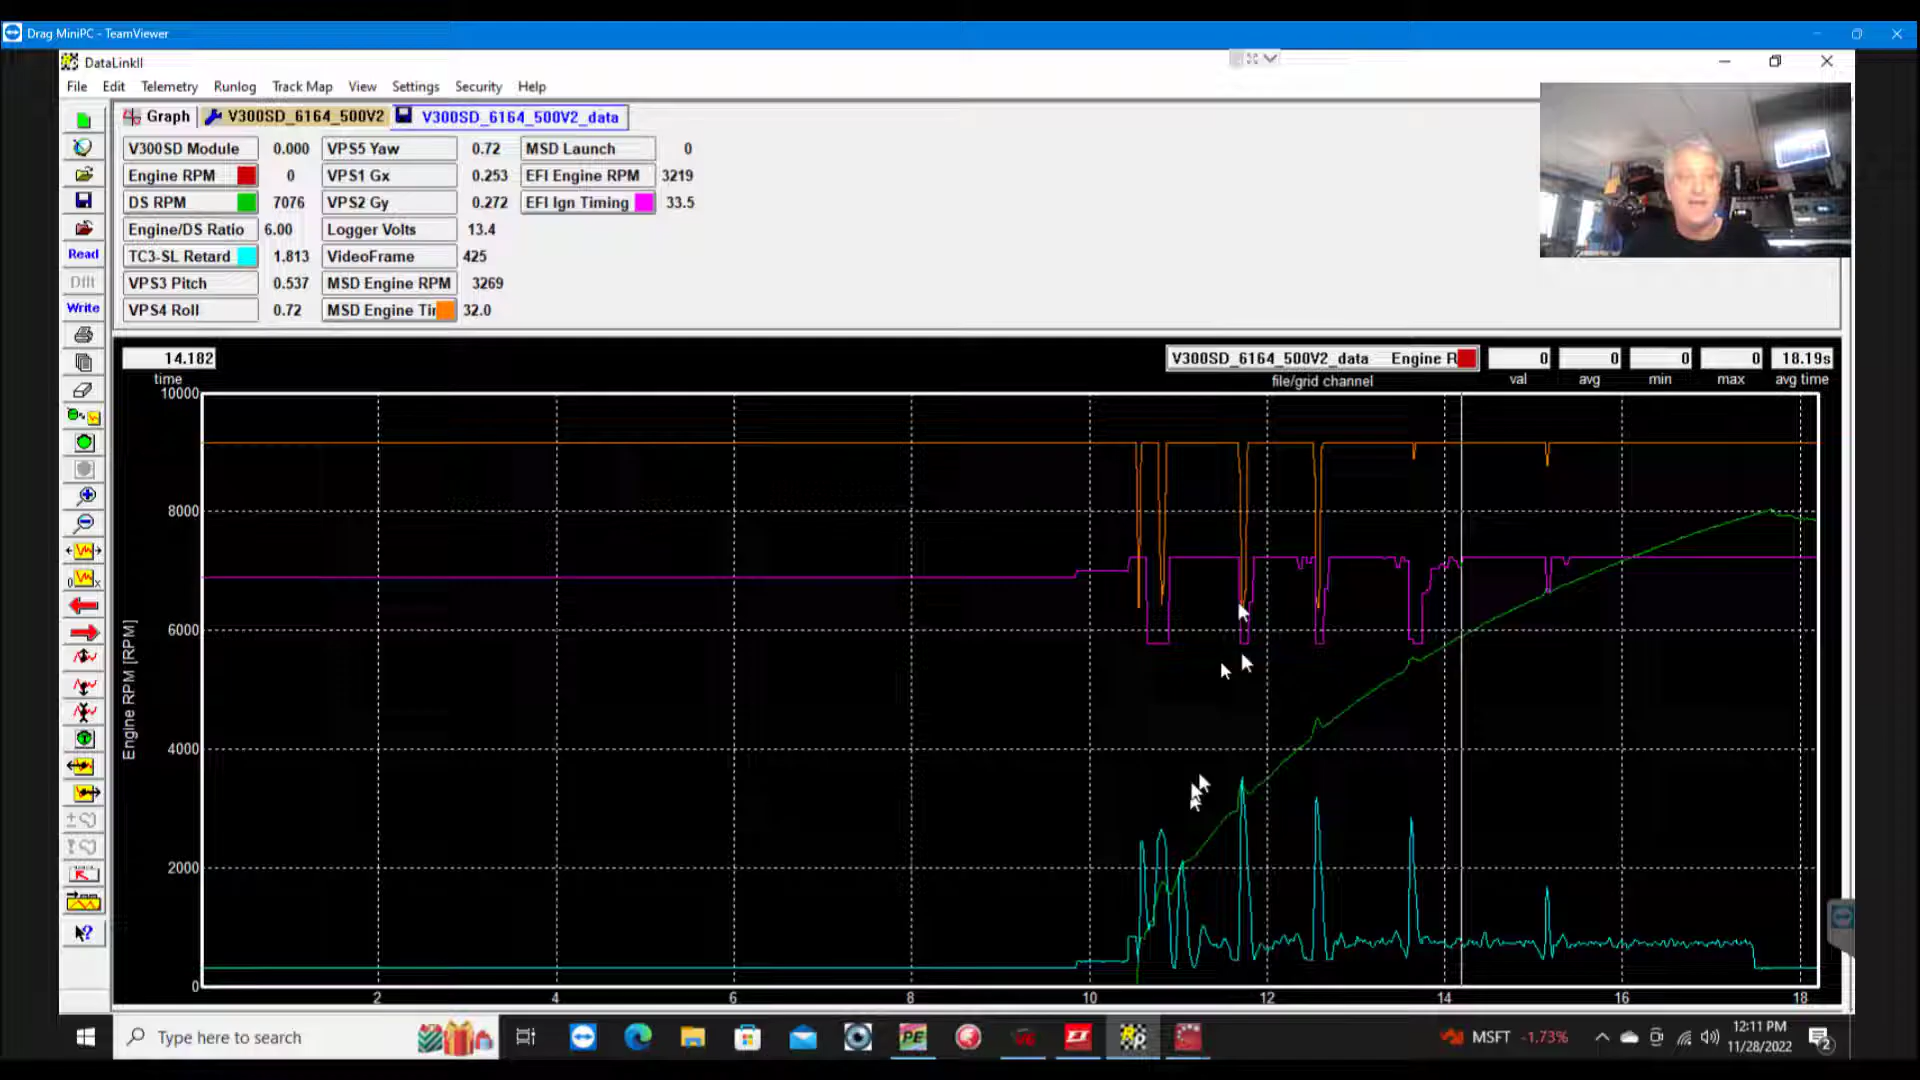 Drag MiniPC - TeamViewer
DataLinkII
File Edit Telemetry Runlog Track Map View Settings Security Help
Graph V300SD_6164_500V2 V300SD_6164_500V2_data
V300SD Module 0.000 VPS5 Yaw 0.72 MSD Launch 0
Engine RPM 0 VPS1 Gx 0.253 EFI Engine RPM 3219
DS RPM 7076 VPS2 Gy 0.272 EFI Ign Timing 33.5
Engine/DS Ratio 6.00 Logger Volts 13.4
TC3-SL Retard 1.813 VideoFrame 425
VPS3 Pitch 0.537 MSD Engine RPM 3269
VPS4 Roll 0.72 MSD Engine Tir 32.0
Read
Dflt
Write
14.182
time
V300SD_6164_500V2_data Engine R 0 0 0 0 18.19s
file/grid channel val avg min max avg time
10000
8000
6000
4000
2000
0
Engine RPM [RPM]
2 4 6 8 10 12 14 16 18
Type here to search
PE
MSFT -1.73%
12:11 PM
11/28/2022
2